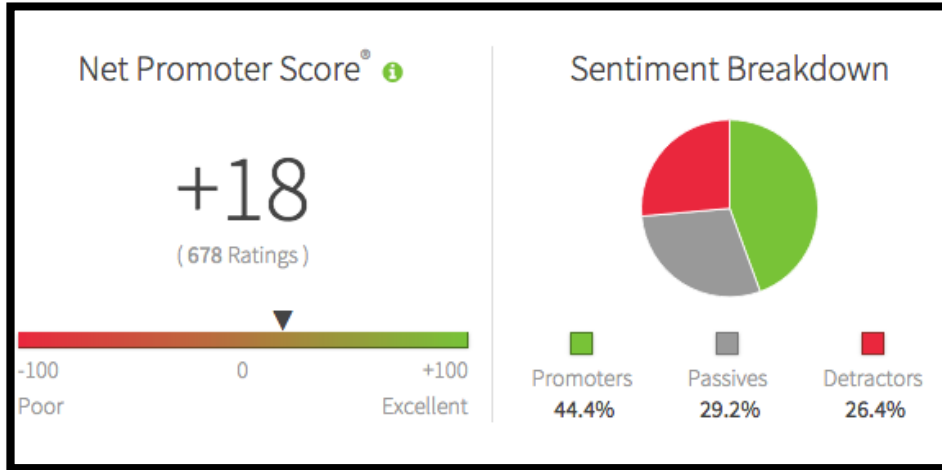 Net Promoter Score®
+18
( 678 Ratings )
-100 0 +100
Poor Excellent
Sentiment Breakdown
Promoters Passives Detractors
44.4% 29.2% 26.4%